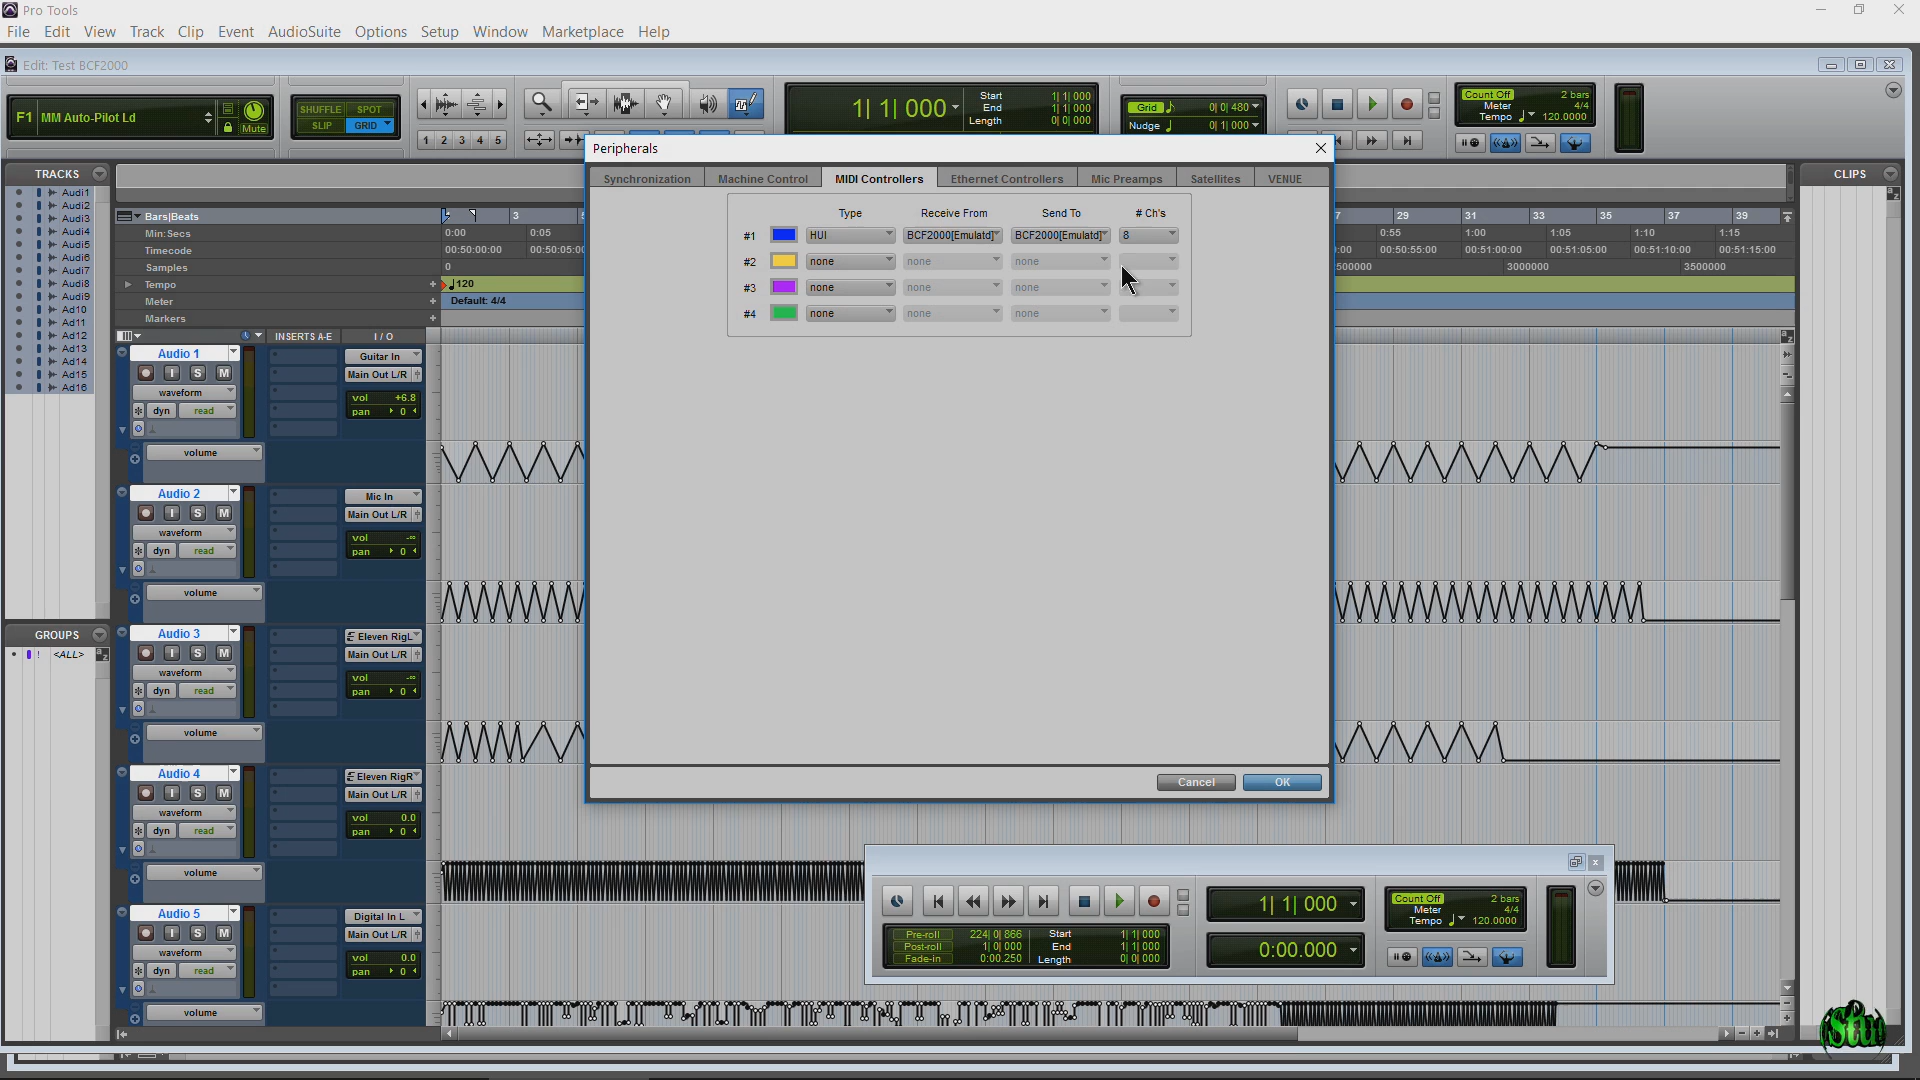 Pro Tools
File Edit View Track Clip Event AudioSuite Options Setup Window Marketplace Help
Edit: Test BCF2000
F1 MM Auto-Pilot Ld Mute
SHUFFLE SPOT
SLIP GRID
1 2 3 4 5
1| 1| 000
Start 1| 1| 000
End 1| 1| 000
Length 0| 0| 000
Grid 0| 0| 480
Nudge 0| 1| 000
Count Off 2 bars
Meter 4/4
Tempo 120.0000
Peripherals
Synchronization Machine Control MIDI Controllers Ethernet Controllers Mic Preamps Satellites VENUE
Type Receive From Send To # Ch's
#1 HUI BCF2000[Emulatd] BCF2000[Emulatd] 8
#2 none none none
#3 none none none
#4 none none none
Cancel OK
TRACKS
Audi1
Audi2
Audi3
Audi4
Audi5
Audi6
Audi7
Audi8
Audi9
Ad10
Ad11
Ad12
Ad13
Ad14
Ad15
Ad16
GROUPS
! <ALL>
CLIPS
Bars|Beats 3 29 31 33 35 37 39
Min:Secs 0:00 0:05 0:55 1:00 1:05 1:10 1:15
Timecode 00:50:00:00 00:50:55:00 00:51:00:00 00:51:05:00 00:51:10:00 00:51:15:00
Samples 0 3000000 3500000
Tempo 120
Meter Default: 4/4
Markers
INSERTS A-E I / O
Audio 1 Guitar In
I S M Main Out L/R
waveform vol +6.8
dyn read pan 0
volume
Audio 2 Mic In
I S M Main Out L/R
waveform vol -∞
dyn read pan 0
volume
Audio 3 Eleven RigL
I S M Main Out L/R
waveform vol -∞
dyn read pan 0
volume
Audio 4 Eleven RigR
I S M Main Out L/R
waveform vol 0.0
dyn read pan 0
volume
Audio 5 Digital In L
I S M Main Out L/R
waveform vol 0.0
dyn read pan 0
volume
Pre-roll 224| 0| 866
Post-roll 1| 0| 000
Fade-in 0:00.250
Start 1| 1| 000
End 1| 1| 000
Length 0| 0| 000
1| 1| 000
0:00.000
Count Off 2 bars
Meter 4/4
Tempo 120.0000
Stu